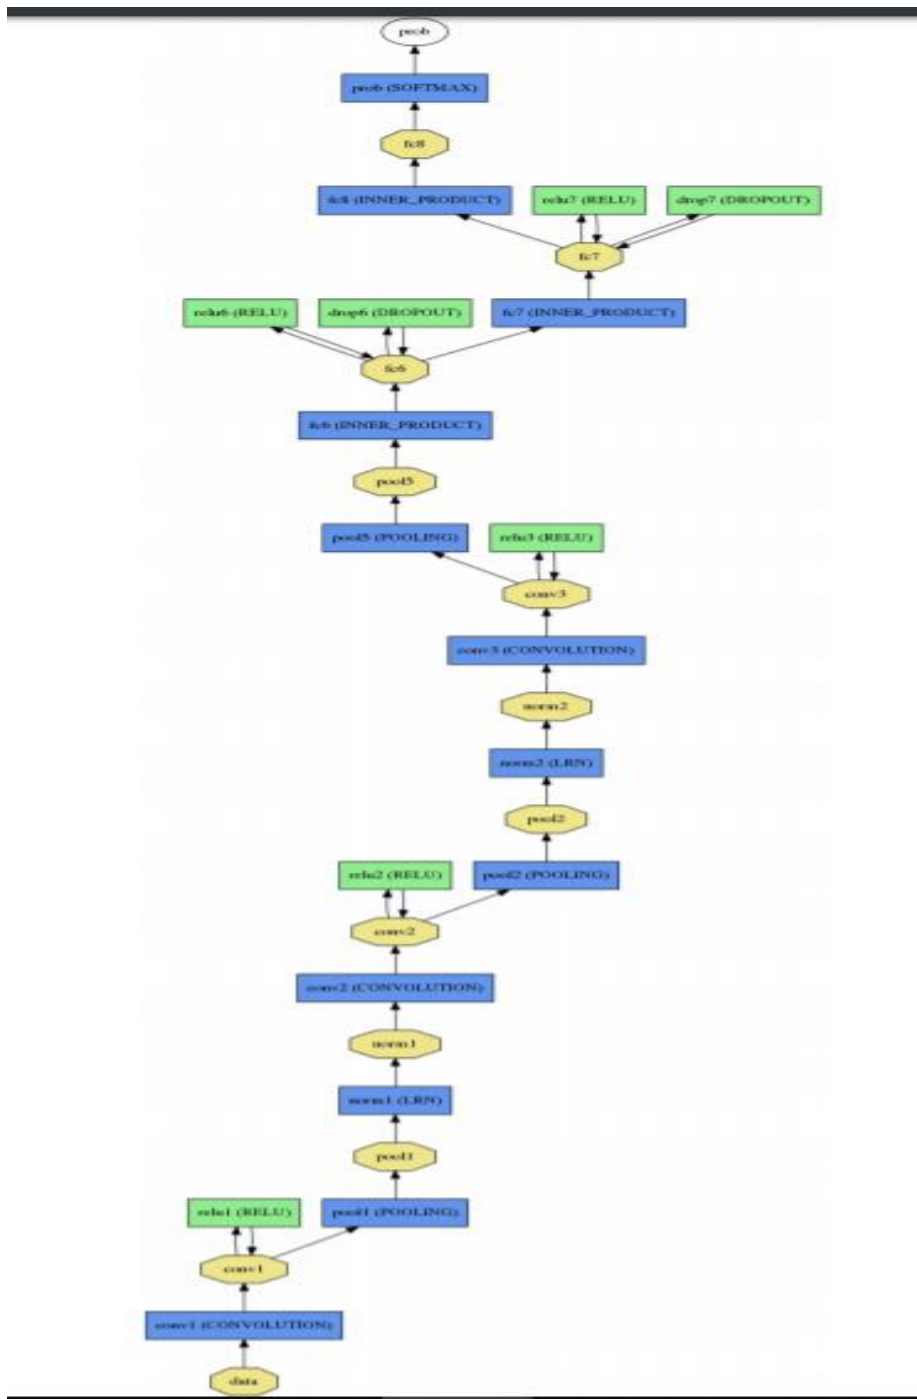 prob
prob (SOFTMAX)
fc8
fc8 (INNER_PRODUCT)
relu7 (RELU)
drop7 (DROPOUT)
fc7
relu6 (RELU)
drop6 (DROPOUT)
fc7 (INNER_PRODUCT)
fc6
fc6 (INNER_PRODUCT)
pool5
pool5 (POOLING)
relu3 (RELU)
conv3
conv3 (CONVOLUTION)
norm2
norm2 (LRN)
pool2
relu2 (RELU)
pool2 (POOLING)
conv2
conv2 (CONVOLUTION)
norm1
norm1 (LRN)
pool1
relu1 (RELU)
pool1 (POOLING)
conv1
conv1 (CONVOLUTION)
data